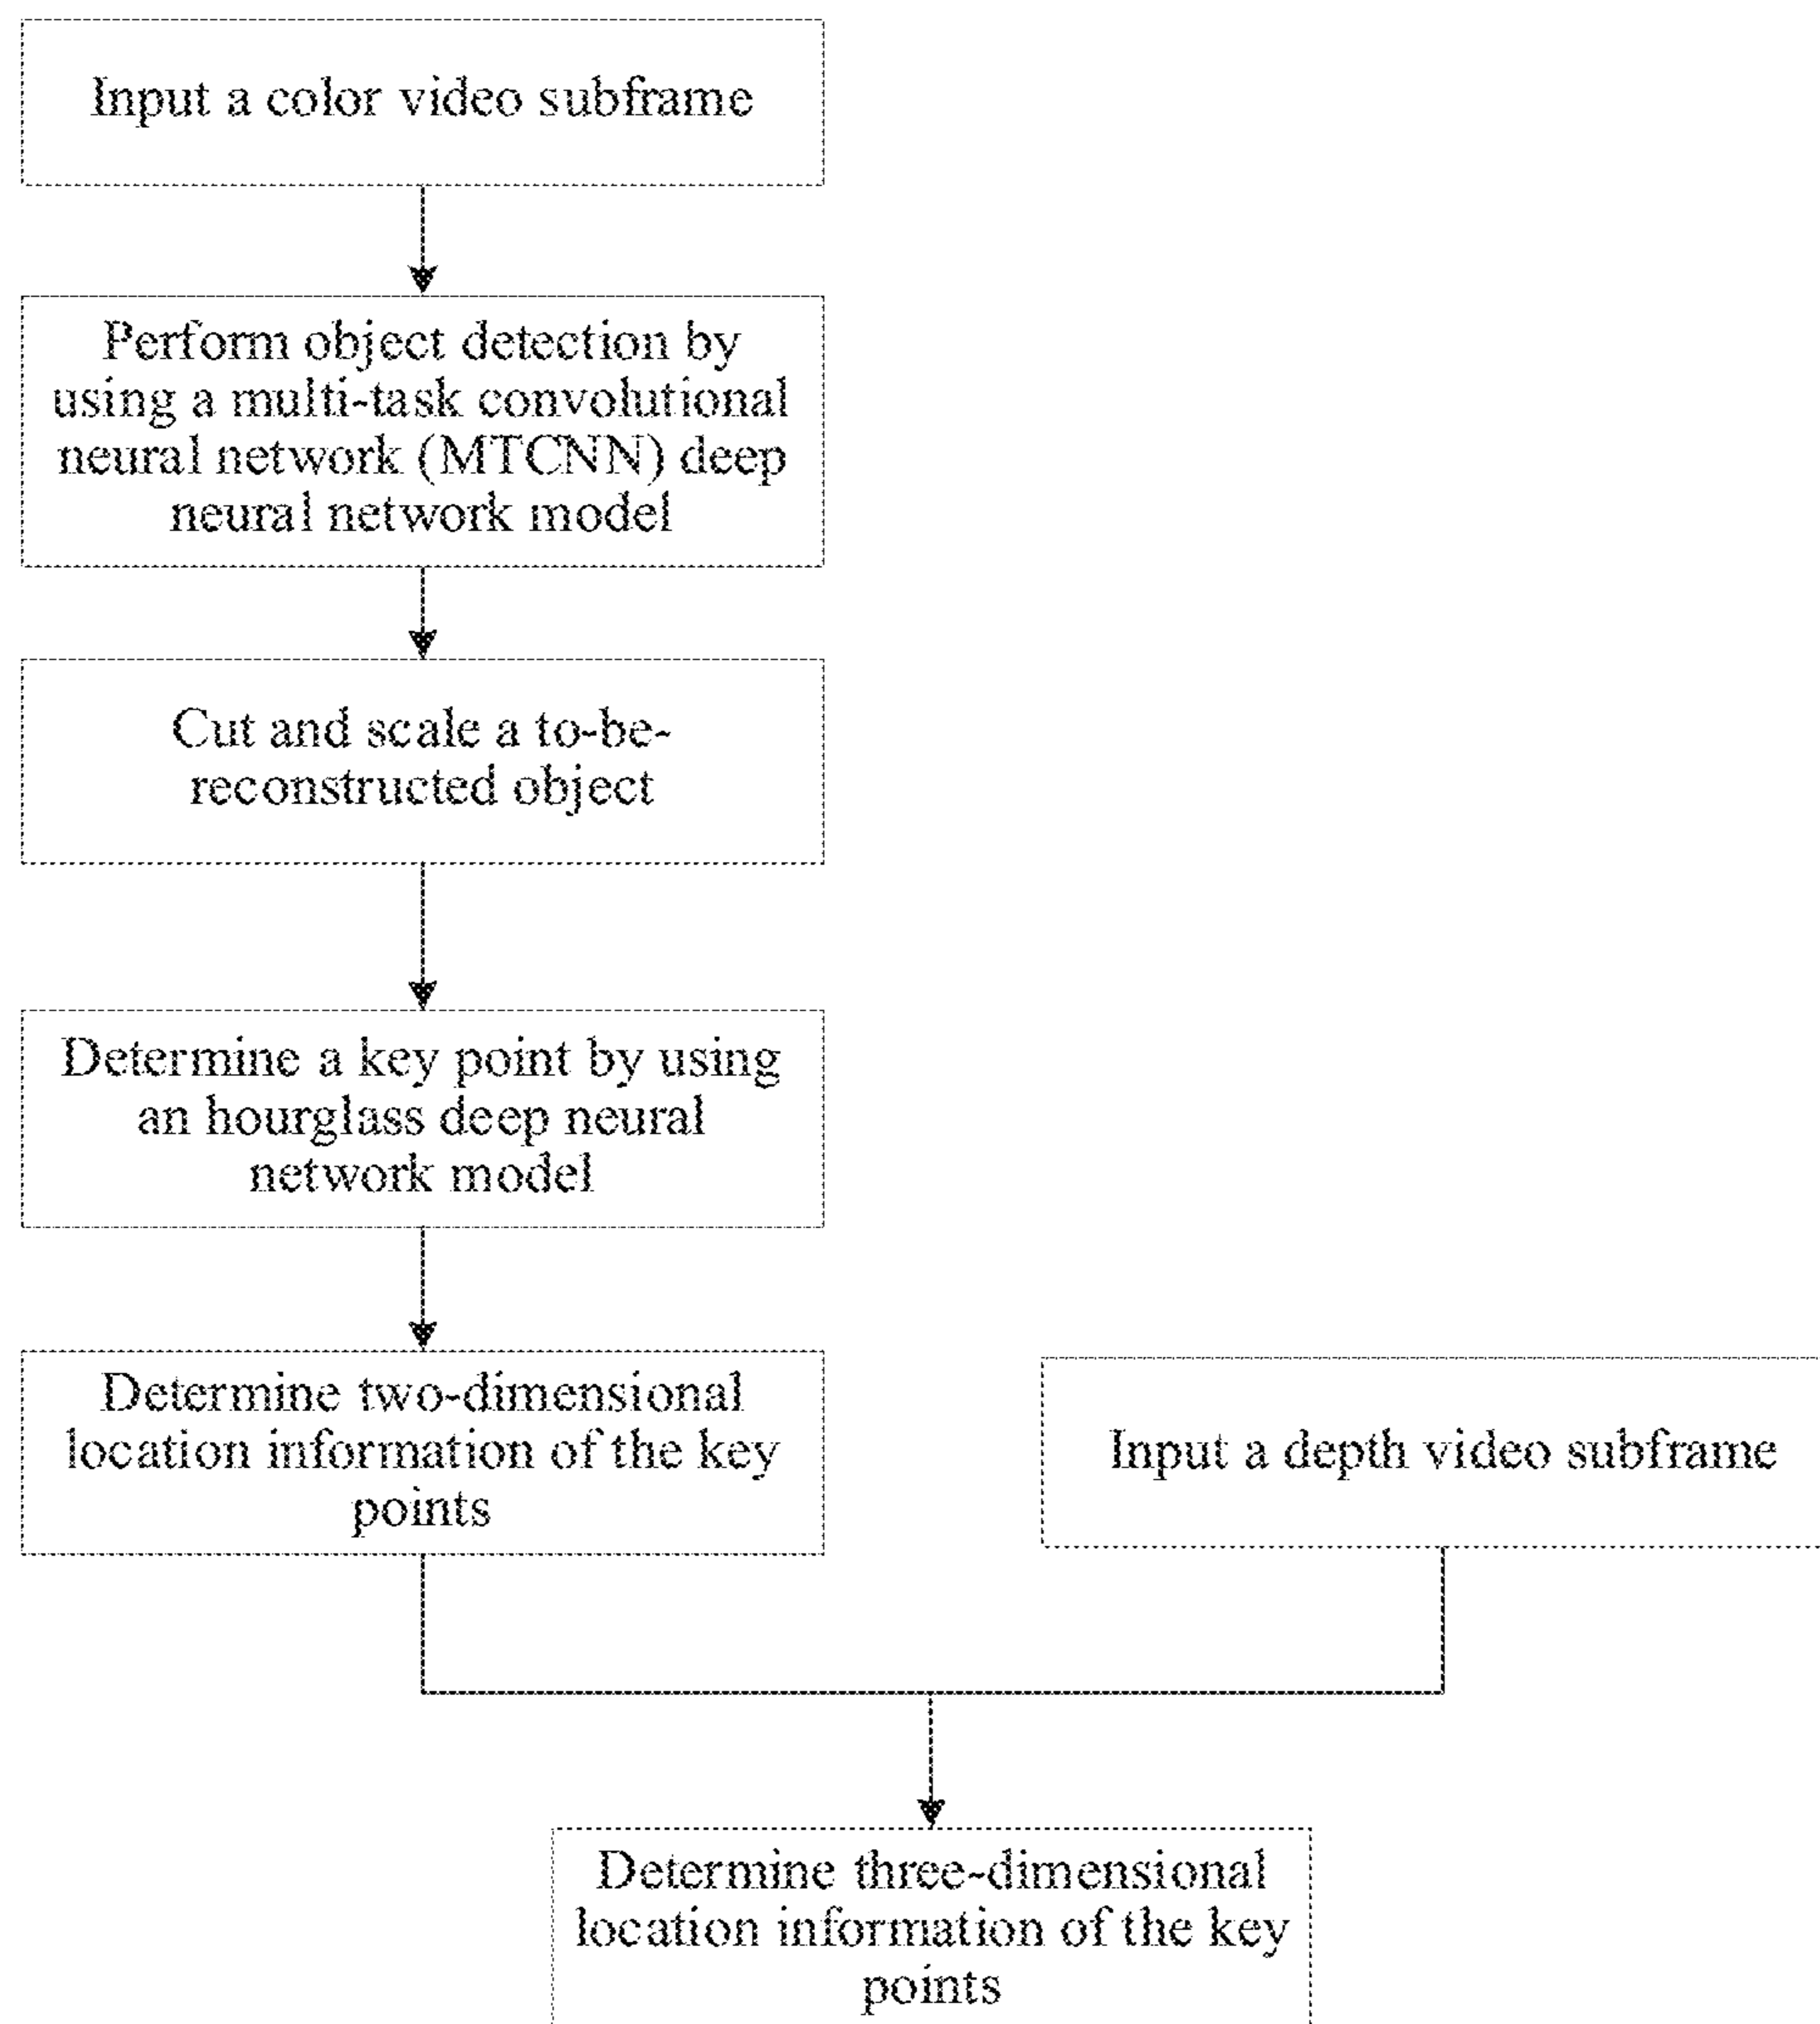 Input a color video subframe
Perform object detection by
using a multi-task convolutional
neural network (MTCNN) deep
neural network model
Cut and scale a to-be-
reconstructed object
Determine a key point by using
an hourglass deep neural
network model
Determine two-dimensional
location information of the key
points
Input a depth video subframe
Determine three-dimensional
location information of the key
points